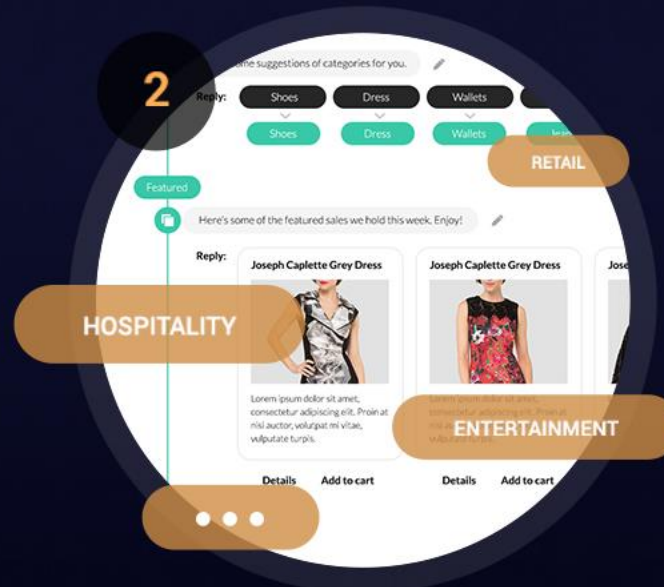 2
me suggestions of categories for you.
Reply:
Shoes
Dress
Wallets
Shoes
Dress
Wallets
RETAIL
Featured
Here's some of the featured sales we hold this week. Enjoy!
Reply:
Joseph Caplette Grey Dress
Joseph Caplette Grey Dress
HOSPITALITY
Lorem ipsum dolor sit amet,
consectetur adipiscing elit. Proin at
nisi auctor, volutpat mi vitae,
vulputate turpis.
ENTERTAINMENT
Details
Add to cart
Details
Add to cart